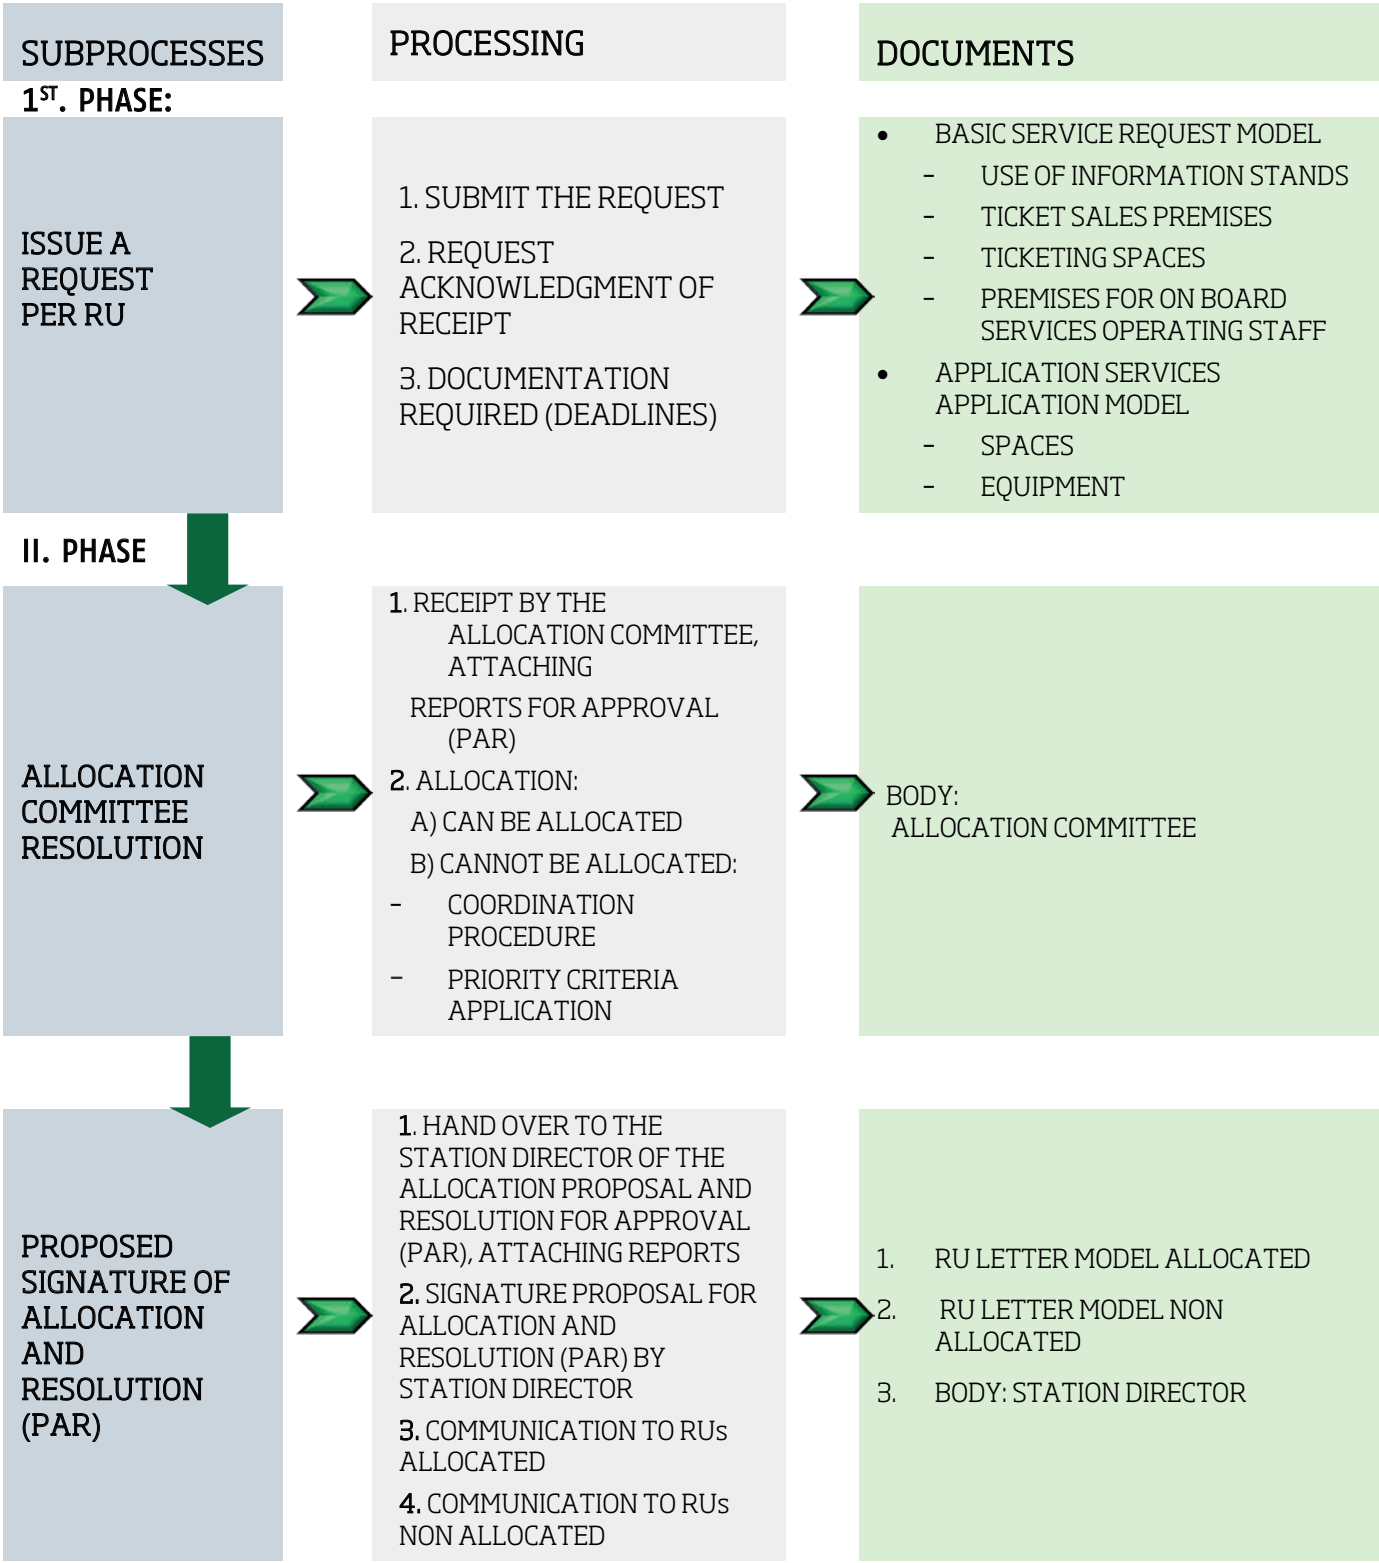 SUBPROCESSES
PROCESSING
DOCUMENTS
1ST. PHASE:
ISSUE A
REQUEST
PER RU
1. SUBMIT THE REQUEST
2. REQUEST
ACKNOWLEDGMENT OF
RECEIPT
3. DOCUMENTATION
REQUIRED (DEADLINES)
• BASIC SERVICE REQUEST MODEL
– USE OF INFORMATION STANDS
– TICKET SALES PREMISES
– TICKETING SPACES
– PREMISES FOR ON BOARD
SERVICES OPERATING STAFF
• APPLICATION SERVICES
APPLICATION MODEL
– SPACES
– EQUIPMENT
II. PHASE
ALLOCATION
COMMITTEE
RESOLUTION
1. RECEIPT BY THE
ALLOCATION COMMITTEE,
ATTACHING
REPORTS FOR APPROVAL
(PAR)
2. ALLOCATION:
A) CAN BE ALLOCATED
B) CANNOT BE ALLOCATED:
– COORDINATION
PROCEDURE
– PRIORITY CRITERIA
APPLICATION
BODY:
ALLOCATION COMMITTEE
PROPOSED
SIGNATURE OF
ALLOCATION
AND
RESOLUTION
(PAR)
1. HAND OVER TO THE
STATION DIRECTOR OF THE
ALLOCATION PROPOSAL AND
RESOLUTION FOR APPROVAL
(PAR), ATTACHING REPORTS
2. SIGNATURE PROPOSAL FOR
ALLOCATION AND
RESOLUTION (PAR) BY
STATION DIRECTOR
3. COMMUNICATION TO RUs
ALLOCATED
4. COMMUNICATION TO RUs
NON ALLOCATED
1. RU LETTER MODEL ALLOCATED
2. RU LETTER MODEL NON
ALLOCATED
3. BODY: STATION DIRECTOR